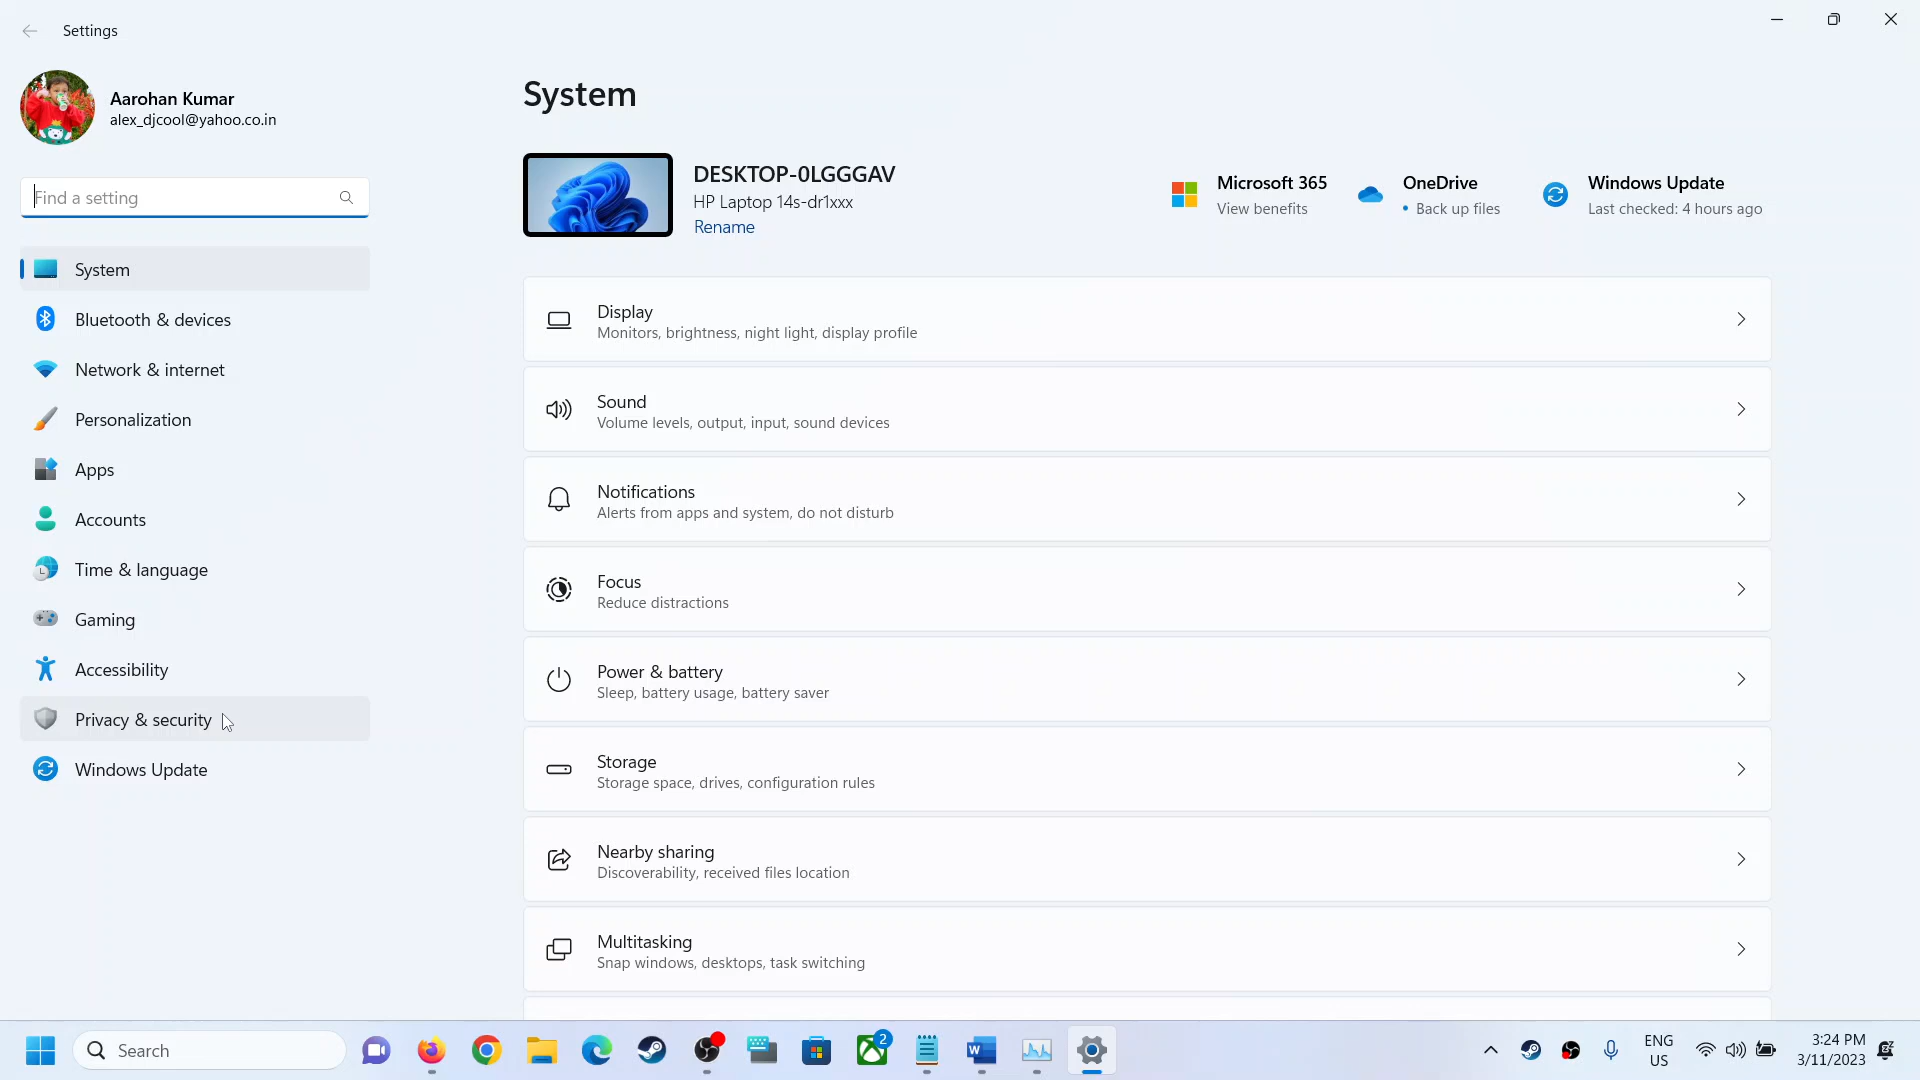 Settings
Aarohan Kumar
alex_djcool@yahoo.co.in
Find a setting
System
Bluetooth & devices
Network & internet
Personalization
Apps
Accounts
Time & language
Gaming
Accessibility
Privacy & security
Windows Update
System
DESKTOP-0LGGGAV
HP Laptop 14s-dr1xxx
Rename
Microsoft 365
View benefits
OneDrive
• Back up files
Windows Update
Last checked: 4 hours ago
Display
Monitors, brightness, night light, display profile
Sound
Volume levels, output, input, sound devices
Notifications
Alerts from apps and system, do not disturb
Focus
Reduce distractions
Power & battery
Sleep, battery usage, battery saver
Storage
Storage space, drives, configuration rules
Nearby sharing
Discoverability, received files location
Multitasking
Snap windows, desktops, task switching
Search
2
ENG
US
3:24 PM
3/11/2023